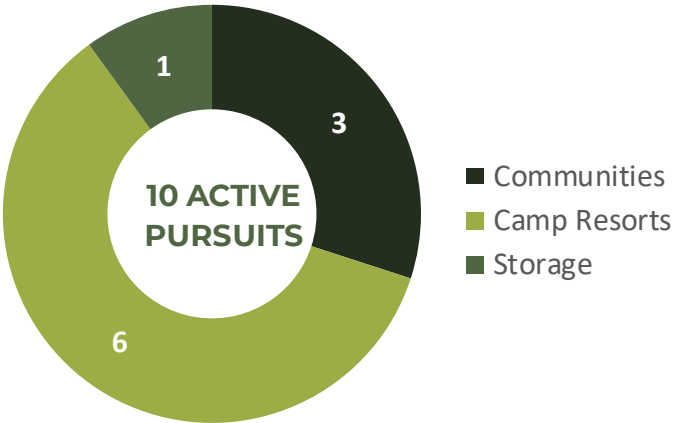 1
3
10 ACTIVE
PURSUITS
6
Communities
Camp Resorts
Storage